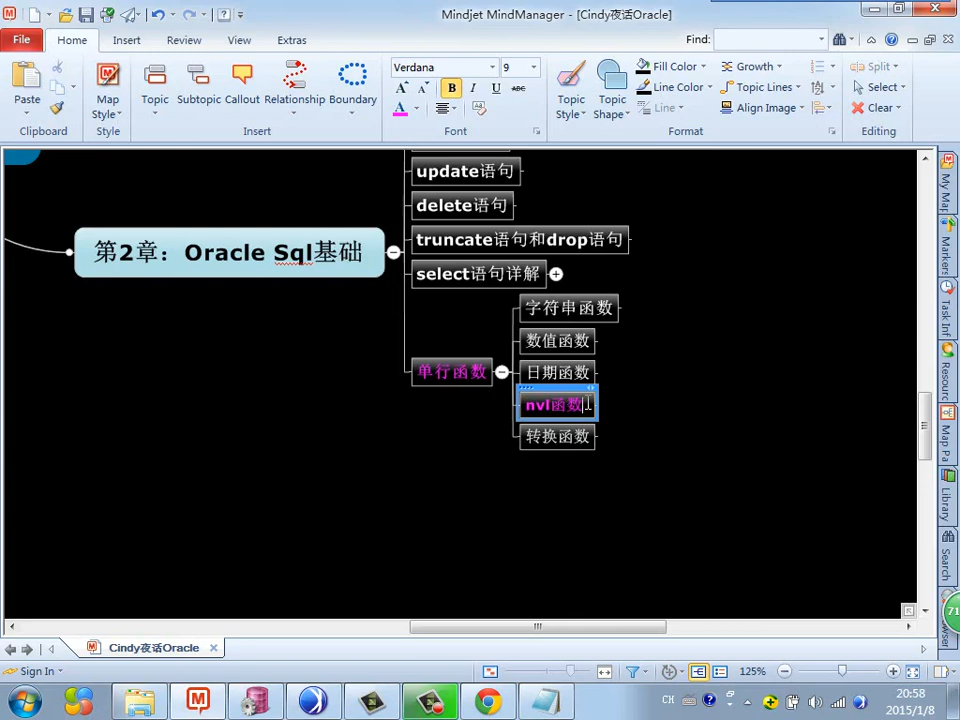 Mindjet MindManager - [Cindy夜话Oracle]
File
Home
Insert
Review
View
Extras
Find:
Paste
Clipboard
Map
Style
Style
Topic
Subtopic
Callout
Relationship
Boundary
Insert
Verdana
9
B I U ABC
A
Font
Topic
Style
Topic
Shape
Fill Color
Line Color
Line
Growth
Topic Lines
Align Image
Format
Split
Select
Clear
Editing
update语句
delete语句
truncate语句和drop语句
select语句详解
第2章：Oracle Sql基础
单行函数
字符串函数
数值函数
日期函数
nvl函数
转换函数
My Map
Markers
Task Inf
Resourc
Map Pa
Library
Search
71
Cindy夜话Oracle
Sign In
125%
CH
20:58
2015/1/8